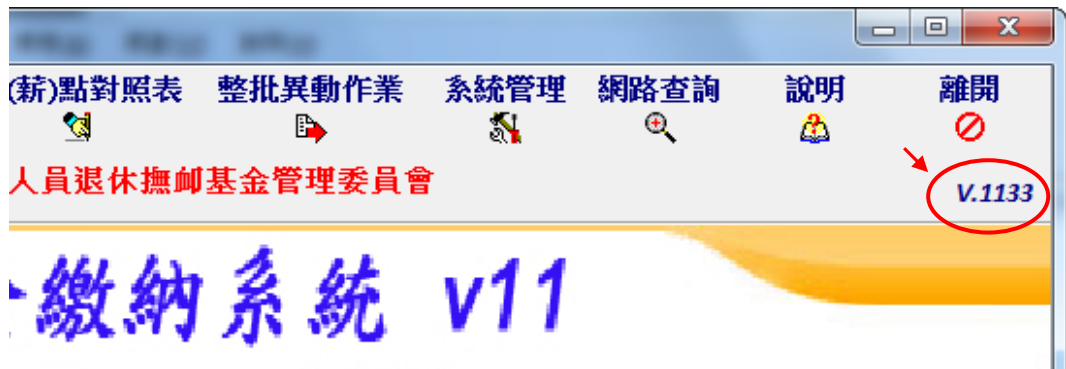 (薪)點對照表 整批異動作業 系統管理 網路查詢 說明 離開
人員退休撫卹基金管理委員會
V.1133
繳納系統 v11